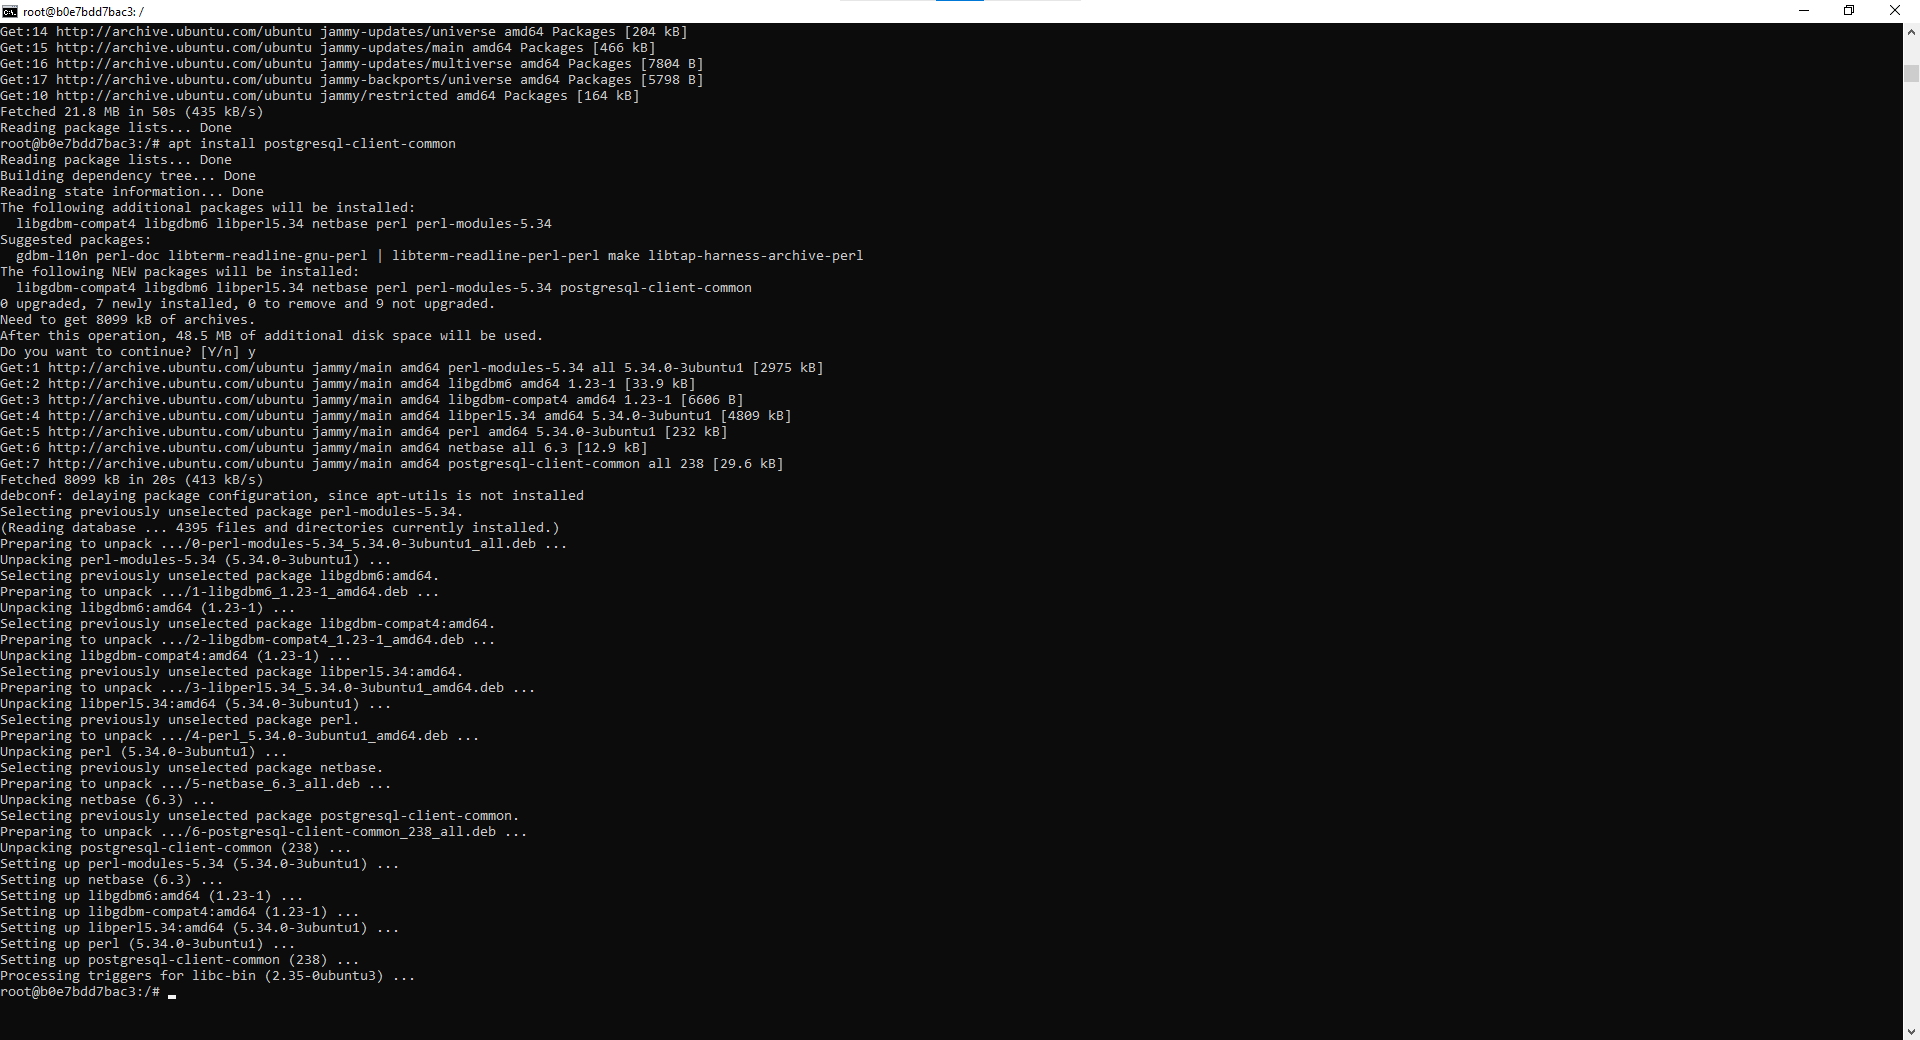 root@b0e7bdd7bac3: /
Get:14 http://archive.ubuntu.com/ubuntu jammy-updates/universe amd64 Packages [204 kB]
Get:15 http://archive.ubuntu.com/ubuntu jammy-updates/main amd64 Packages [466 kB]
Get:16 http://archive.ubuntu.com/ubuntu jammy-updates/multiverse amd64 Packages [7804 B]
Get:17 http://archive.ubuntu.com/ubuntu jammy-backports/universe amd64 Packages [5798 B]
Get:10 http://archive.ubuntu.com/ubuntu jammy/restricted amd64 Packages [164 kB]
Fetched 21.8 MB in 50s (435 kB/s)
Reading package lists... Done
root@b0e7bdd7bac3:/# apt install postgresql-client-common
Reading package lists... Done
Building dependency tree... Done
Reading state information... Done
The following additional packages will be installed:
  libgdbm-compat4 libgdbm6 libperl5.34 netbase perl perl-modules-5.34
Suggested packages:
  gdbm-l10n perl-doc libterm-readline-gnu-perl | libterm-readline-perl-perl make libtap-harness-archive-perl
The following NEW packages will be installed:
  libgdbm-compat4 libgdbm6 libperl5.34 netbase perl perl-modules-5.34 postgresql-client-common
0 upgraded, 7 newly installed, 0 to remove and 9 not upgraded.
Need to get 8099 kB of archives.
After this operation, 48.5 MB of additional disk space will be used.
Do you want to continue? [Y/n] y
Get:1 http://archive.ubuntu.com/ubuntu jammy/main amd64 perl-modules-5.34 all 5.34.0-3ubuntu1 [2975 kB]
Get:2 http://archive.ubuntu.com/ubuntu jammy/main amd64 libgdbm6 amd64 1.23-1 [33.9 kB]
Get:3 http://archive.ubuntu.com/ubuntu jammy/main amd64 libgdbm-compat4 amd64 1.23-1 [6606 B]
Get:4 http://archive.ubuntu.com/ubuntu jammy/main amd64 libperl5.34 amd64 5.34.0-3ubuntu1 [4809 kB]
Get:5 http://archive.ubuntu.com/ubuntu jammy/main amd64 perl amd64 5.34.0-3ubuntu1 [232 kB]
Get:6 http://archive.ubuntu.com/ubuntu jammy/main amd64 netbase all 6.3 [12.9 kB]
Get:7 http://archive.ubuntu.com/ubuntu jammy/main amd64 postgresql-client-common all 238 [29.6 kB]
Fetched 8099 kB in 20s (413 kB/s)
debconf: delaying package configuration, since apt-utils is not installed
Selecting previously unselected package perl-modules-5.34.
(Reading database ... 4395 files and directories currently installed.)
Preparing to unpack .../0-perl-modules-5.34_5.34.0-3ubuntu1_all.deb ...
Unpacking perl-modules-5.34 (5.34.0-3ubuntu1) ...
Selecting previously unselected package libgdbm6:amd64.
Preparing to unpack .../1-libgdbm6_1.23-1_amd64.deb ...
Unpacking libgdbm6:amd64 (1.23-1) ...
Selecting previously unselected package libgdbm-compat4:amd64.
Preparing to unpack .../2-libgdbm-compat4_1.23-1_amd64.deb ...
Unpacking libgdbm-compat4:amd64 (1.23-1) ...
Selecting previously unselected package libperl5.34:amd64.
Preparing to unpack .../3-libperl5.34_5.34.0-3ubuntu1_amd64.deb ...
Unpacking libperl5.34:amd64 (5.34.0-3ubuntu1) ...
Selecting previously unselected package perl.
Preparing to unpack .../4-perl_5.34.0-3ubuntu1_amd64.deb ...
Unpacking perl (5.34.0-3ubuntu1) ...
Selecting previously unselected package netbase.
Preparing to unpack .../5-netbase_6.3_all.deb ...
Unpacking netbase (6.3) ...
Selecting previously unselected package postgresql-client-common.
Preparing to unpack .../6-postgresql-client-common_238_all.deb ...
Unpacking postgresql-client-common (238) ...
Setting up perl-modules-5.34 (5.34.0-3ubuntu1) ...
Setting up netbase (6.3) ...
Setting up libgdbm6:amd64 (1.23-1) ...
Setting up libgdbm-compat4:amd64 (1.23-1) ...
Setting up libperl5.34:amd64 (5.34.0-3ubuntu1) ...
Setting up perl (5.34.0-3ubuntu1) ...
Setting up postgresql-client-common (238) ...
Processing triggers for libc-bin (2.35-0ubuntu3) ...
root@b0e7bdd7bac3:/#